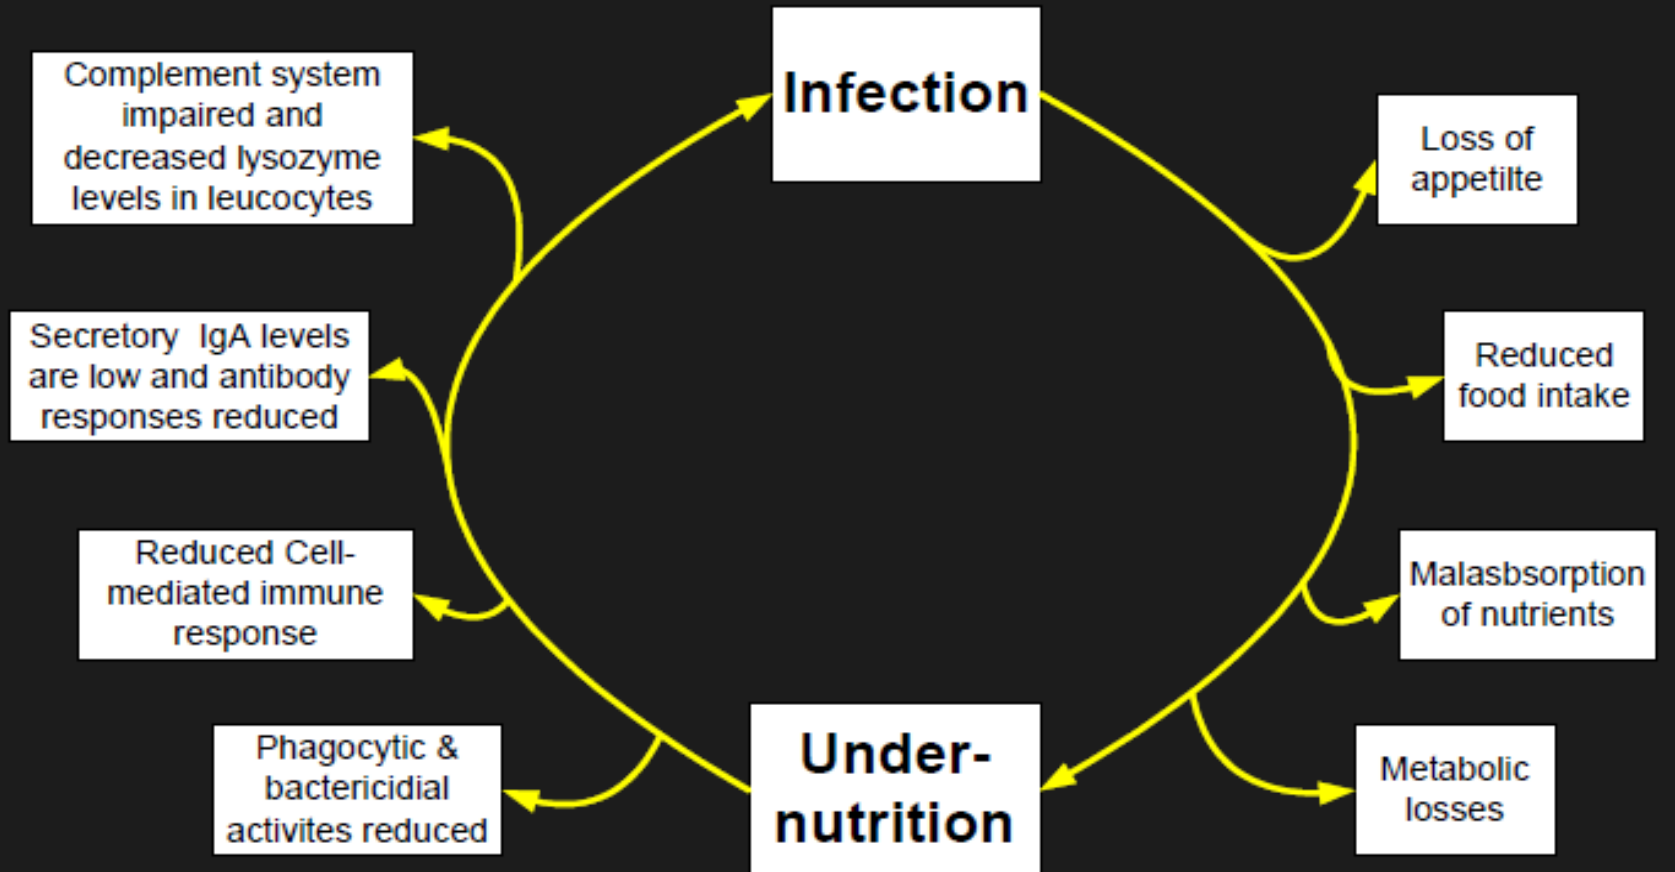 Infection
Complement system
impaired and
decreased lysozyme
levels in leucocytes
Loss of
appetilte
Secretory IgA levels
are low and antibody
responses reduced
Reduced
food intake
Reduced Cell-
mediated immune
response
Malasbsorption
of nutrients
Phagocytic &
bactericidial
activites reduced
Under-
nutrition
Metabolic
losses